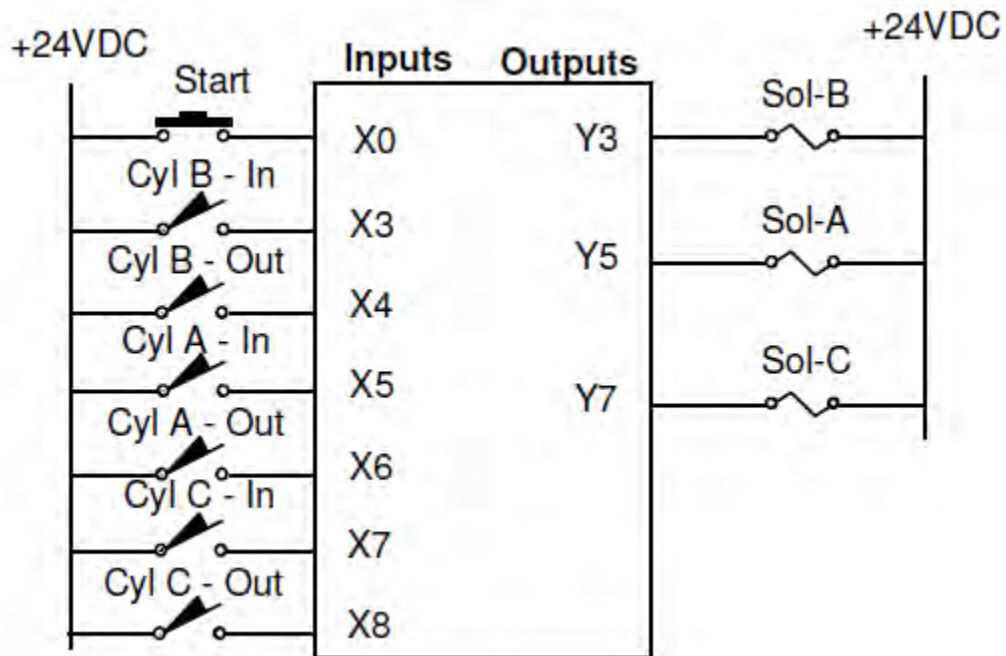 +24VDC
+24VDC
Inputs Outputs
Start
X0
Y3
Sol-B
Cyl B - In
X3
Cyl B - Out
X4
Y5
Sol-A
Cyl A - In
X5
Y7
Sol-C
Cyl A - Out
X6
Cyl C - In
X7
Cyl C - Out
X8